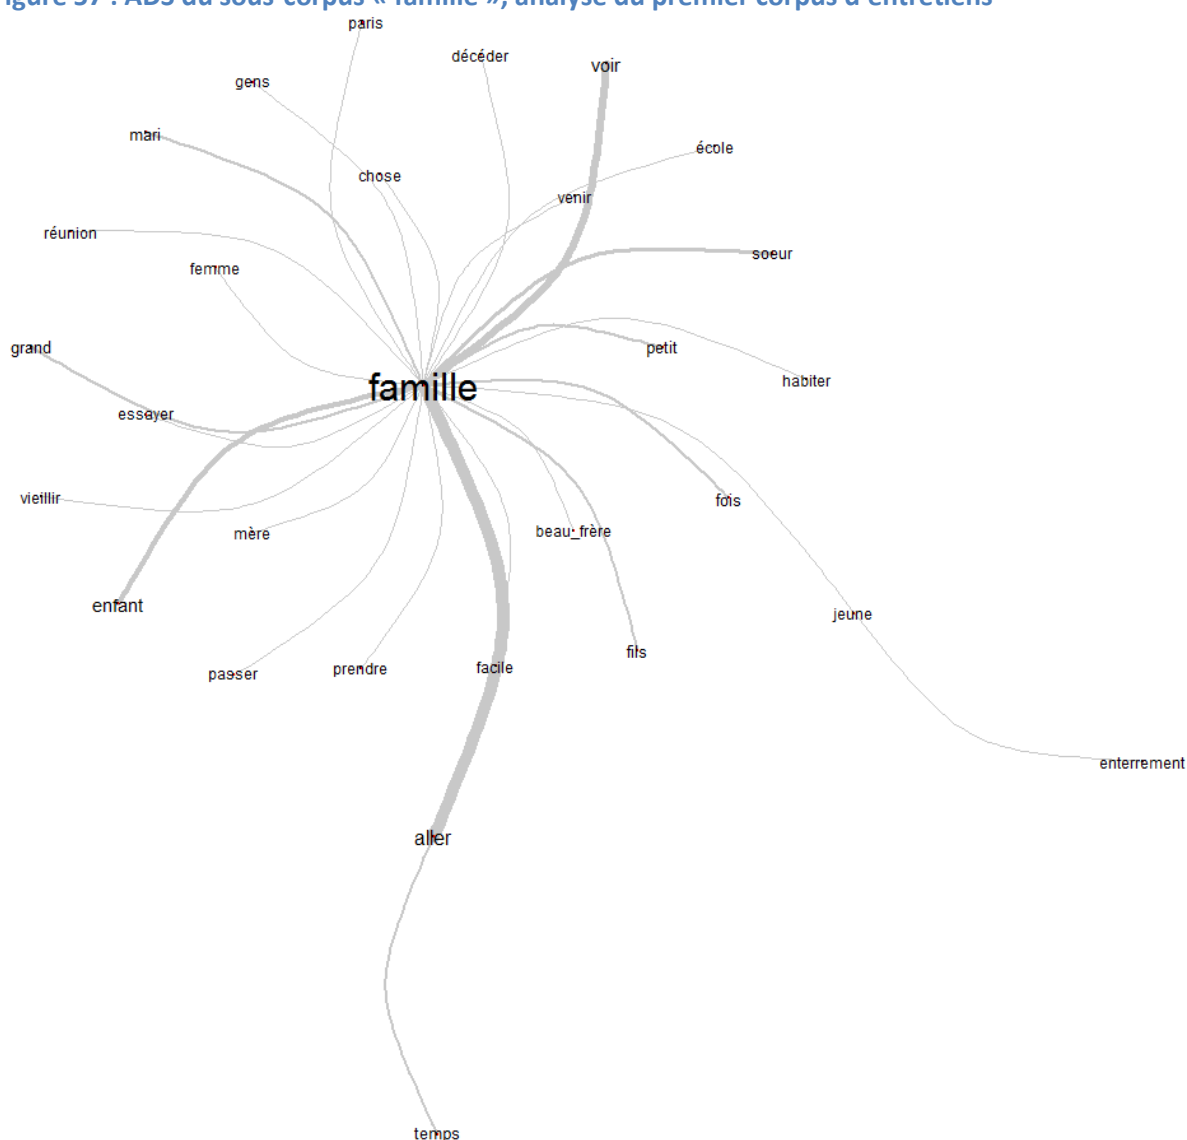 igure 37 : ADS du sous-corpus « famille », analyse du premier corpus d'entretiens
paris
décéder
voir
gens
mari
école
chose
venir
réunion
soeur
femme
grand
petit
habiter
famille
essayer
vieillir
fois
mère
beau_frère
enfant
jeune
fils
passer
prendre
facile
enterrement
aller
temps